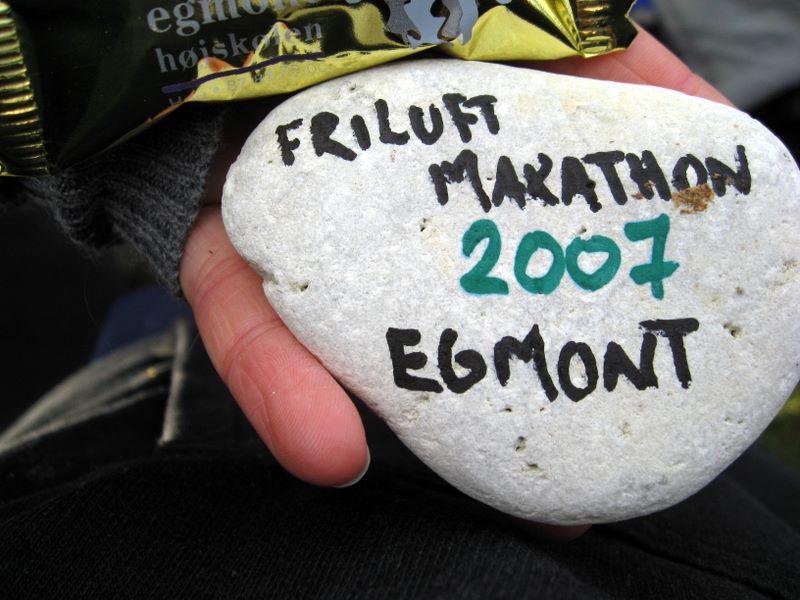 egmont
højskolen
FRILUFT
MARATHON
2007
EGMONT